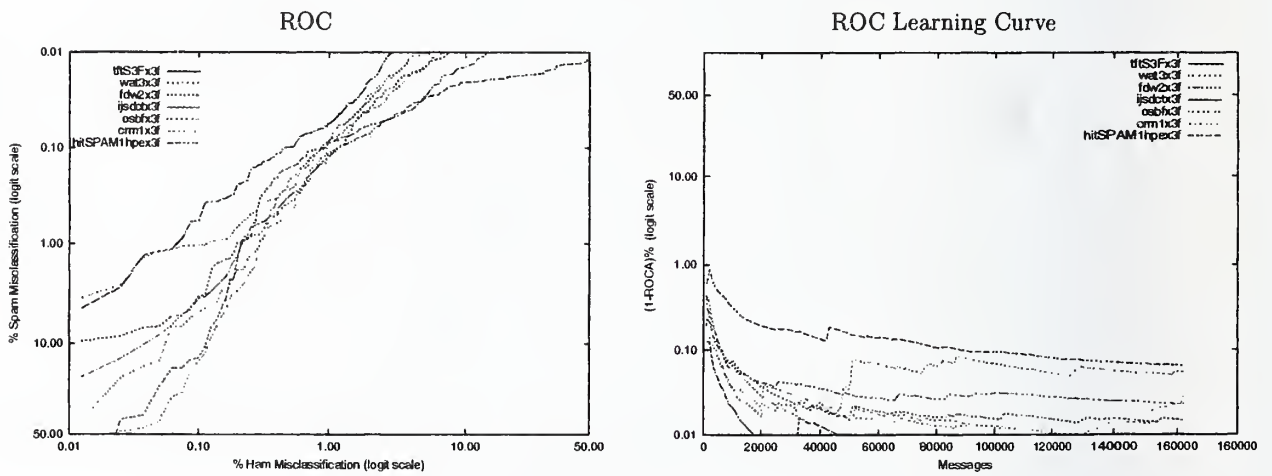 ROC
0.01
0.10
1.00
10.00
50.00
% Spam Misclassification (logit scale)
tftS3Fx3f
wat3x3f
fdw2x3f
ijsdctx3f
osbfx3f
crm1x3f
hitSPAM1hpex3f
0.01
0.10
1.00
10.00
50.00
% Ham Misclassification (logit scale)
ROC Learning Curve
50.00
10.00
1.00
0.10
0.01
(1-ROCA)% (logit scale)
tftS3Fx3f
wat3x3f
fdw2x3f
ijsdctx3f
osbfx3f
crm1x3f
hitSPAM1hpex3f
0
20000
40000
60000
80000
100000
120000
140000
160000
160000
Messages